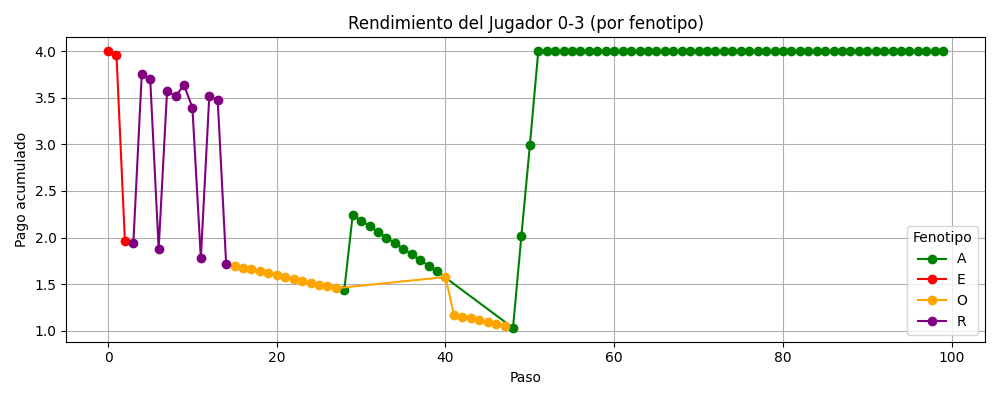 Rendimiento del Jugador 0-3 (por fenotipo)
Pago acumulado
4.0
3.5
3.0
2.5
2.0
1.5
1.0
0
20
40
60
80
100
Paso
Fenotipo
A
E
O
R